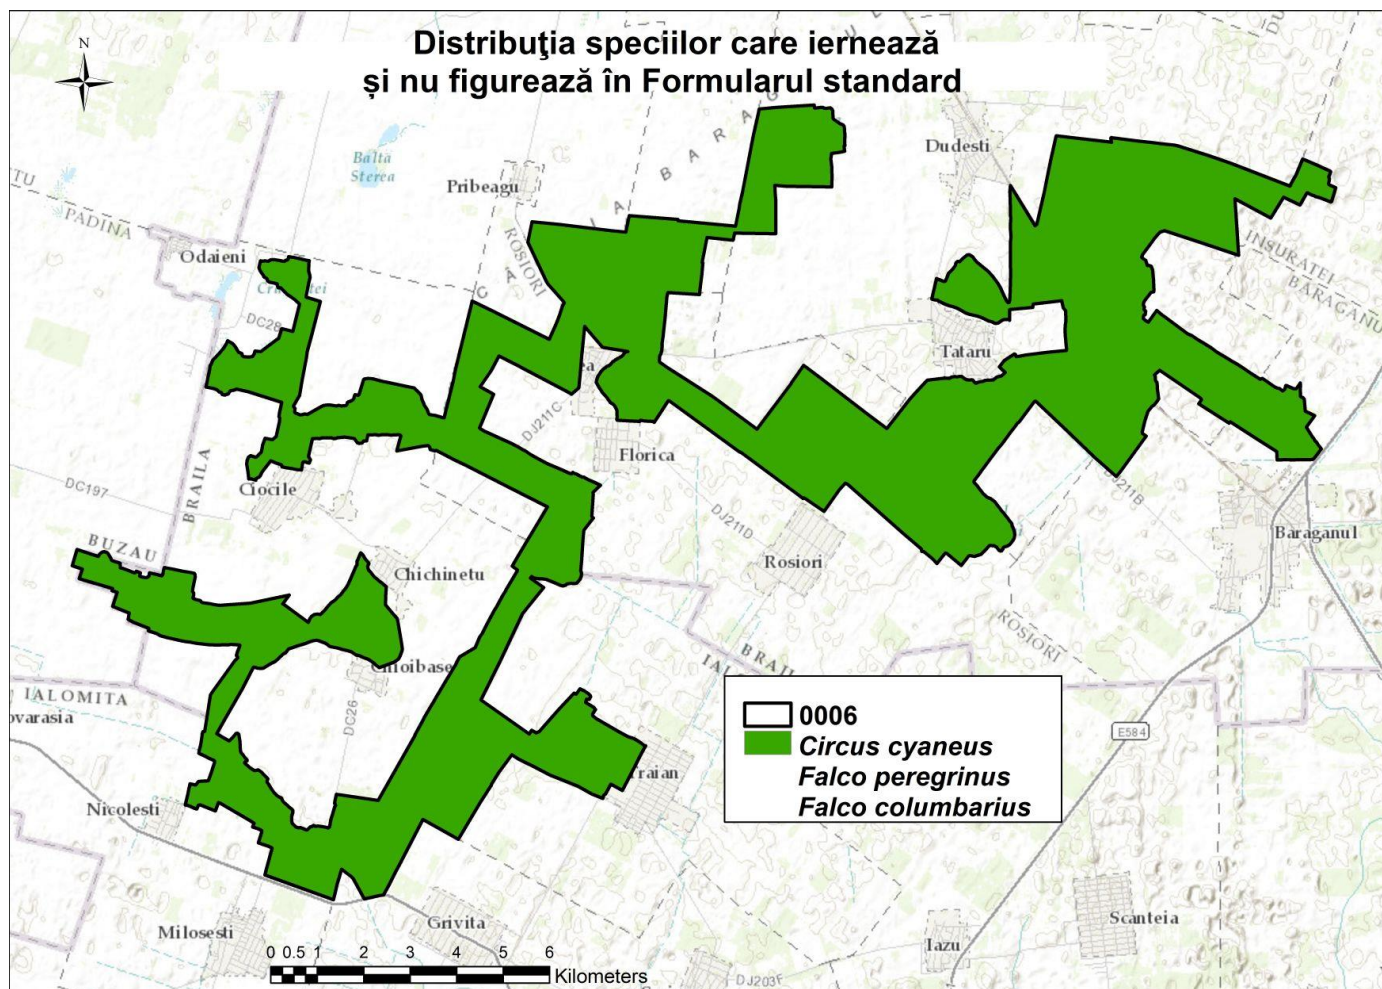 Distribuţia speciilor care iernează
și nu figurează în Formularul standard
N
Dudesti
Balta
Sterea
Pribeagu
TU
PADINA
ROSIORI
Odaieni
INSURATEI
BARAGANU
DC28
Tataru
DJ211C
Florica
BRAILA
DC197
Ciocile
DJ211D
DJ211B
Baraganul
BUZAU
Chichinetu
Rosiori
ROSIORI
IALOMITA
DC26
0006
Circus cyaneus
Falco peregrinus
Falco columbarius
E584
Nicolesti
Milosesti
Grivita
Iazu
Scanteia
0 0.5 1 2 3 4 5 6
Kilometers
DJ203F